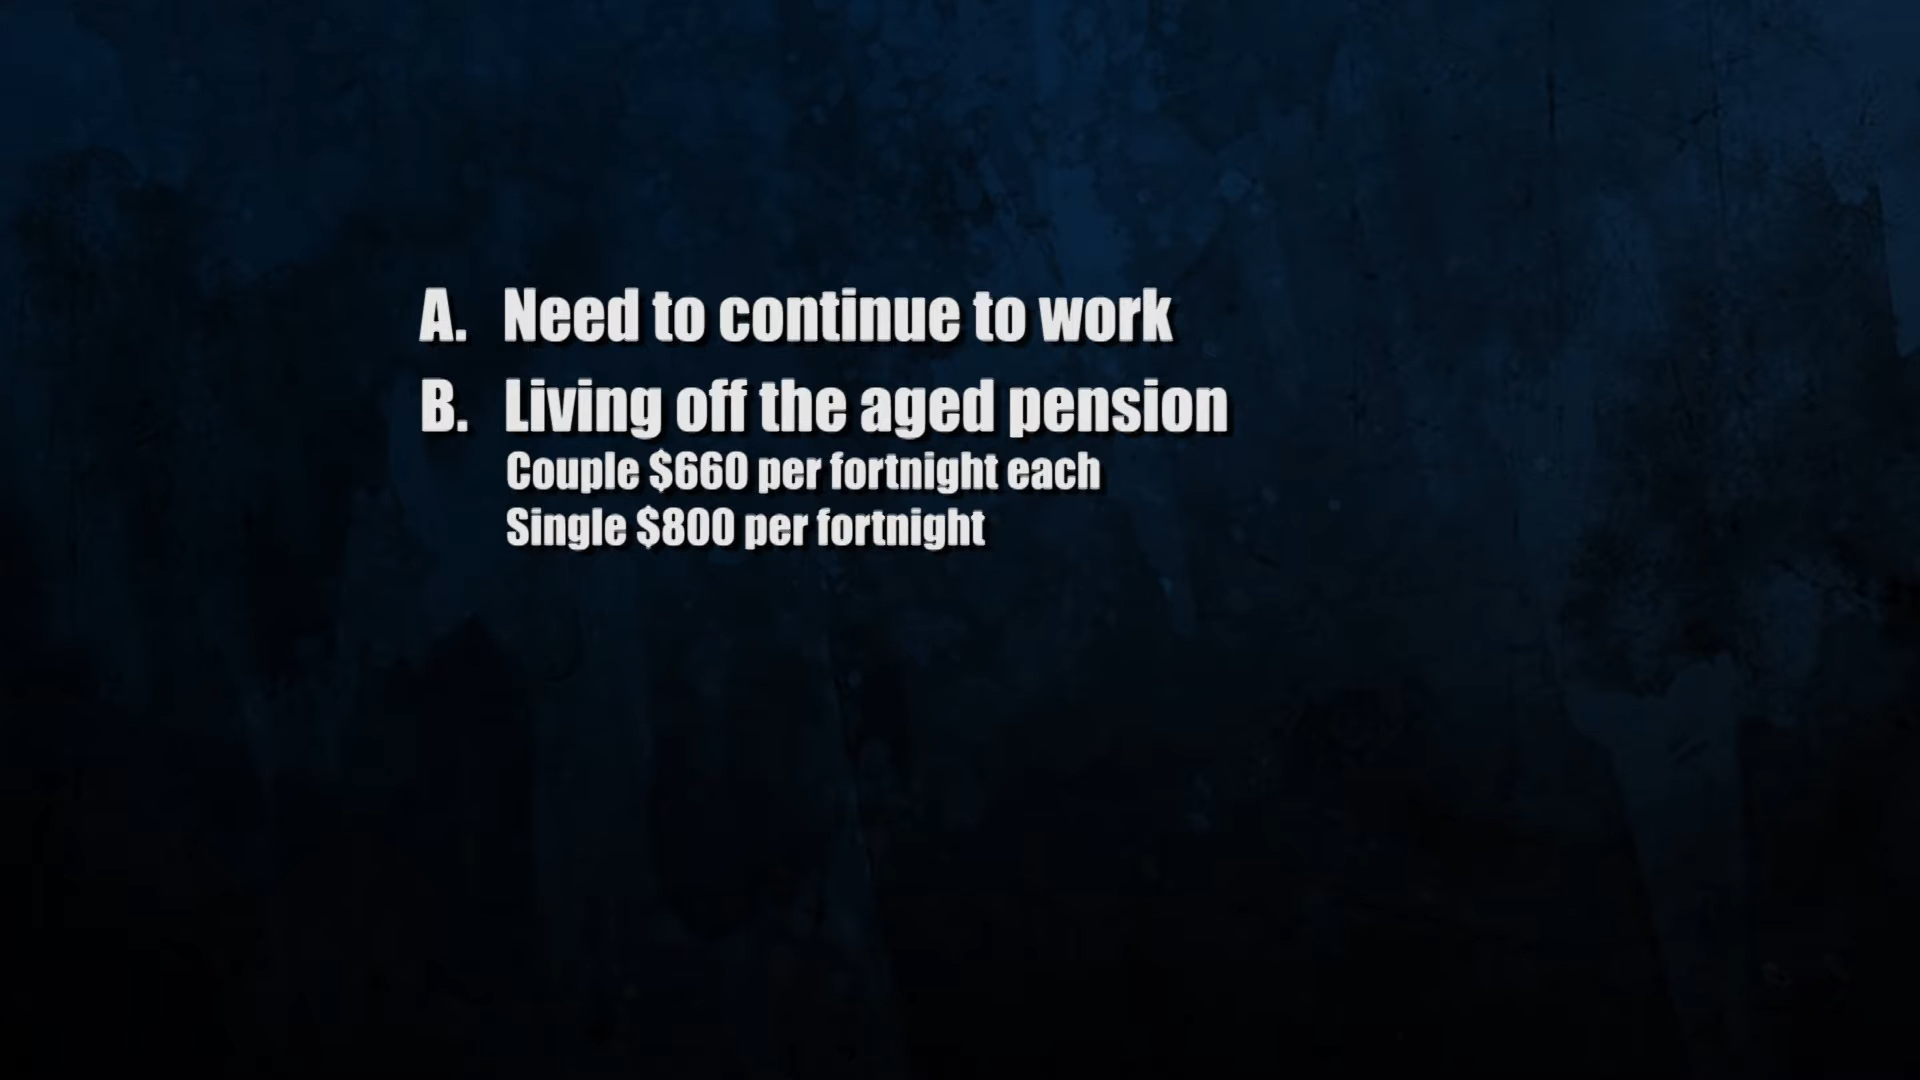 A. Need to continue to work
B. Living off the aged pension
Couple $660 per fortnight each
Single $800 per fortnight